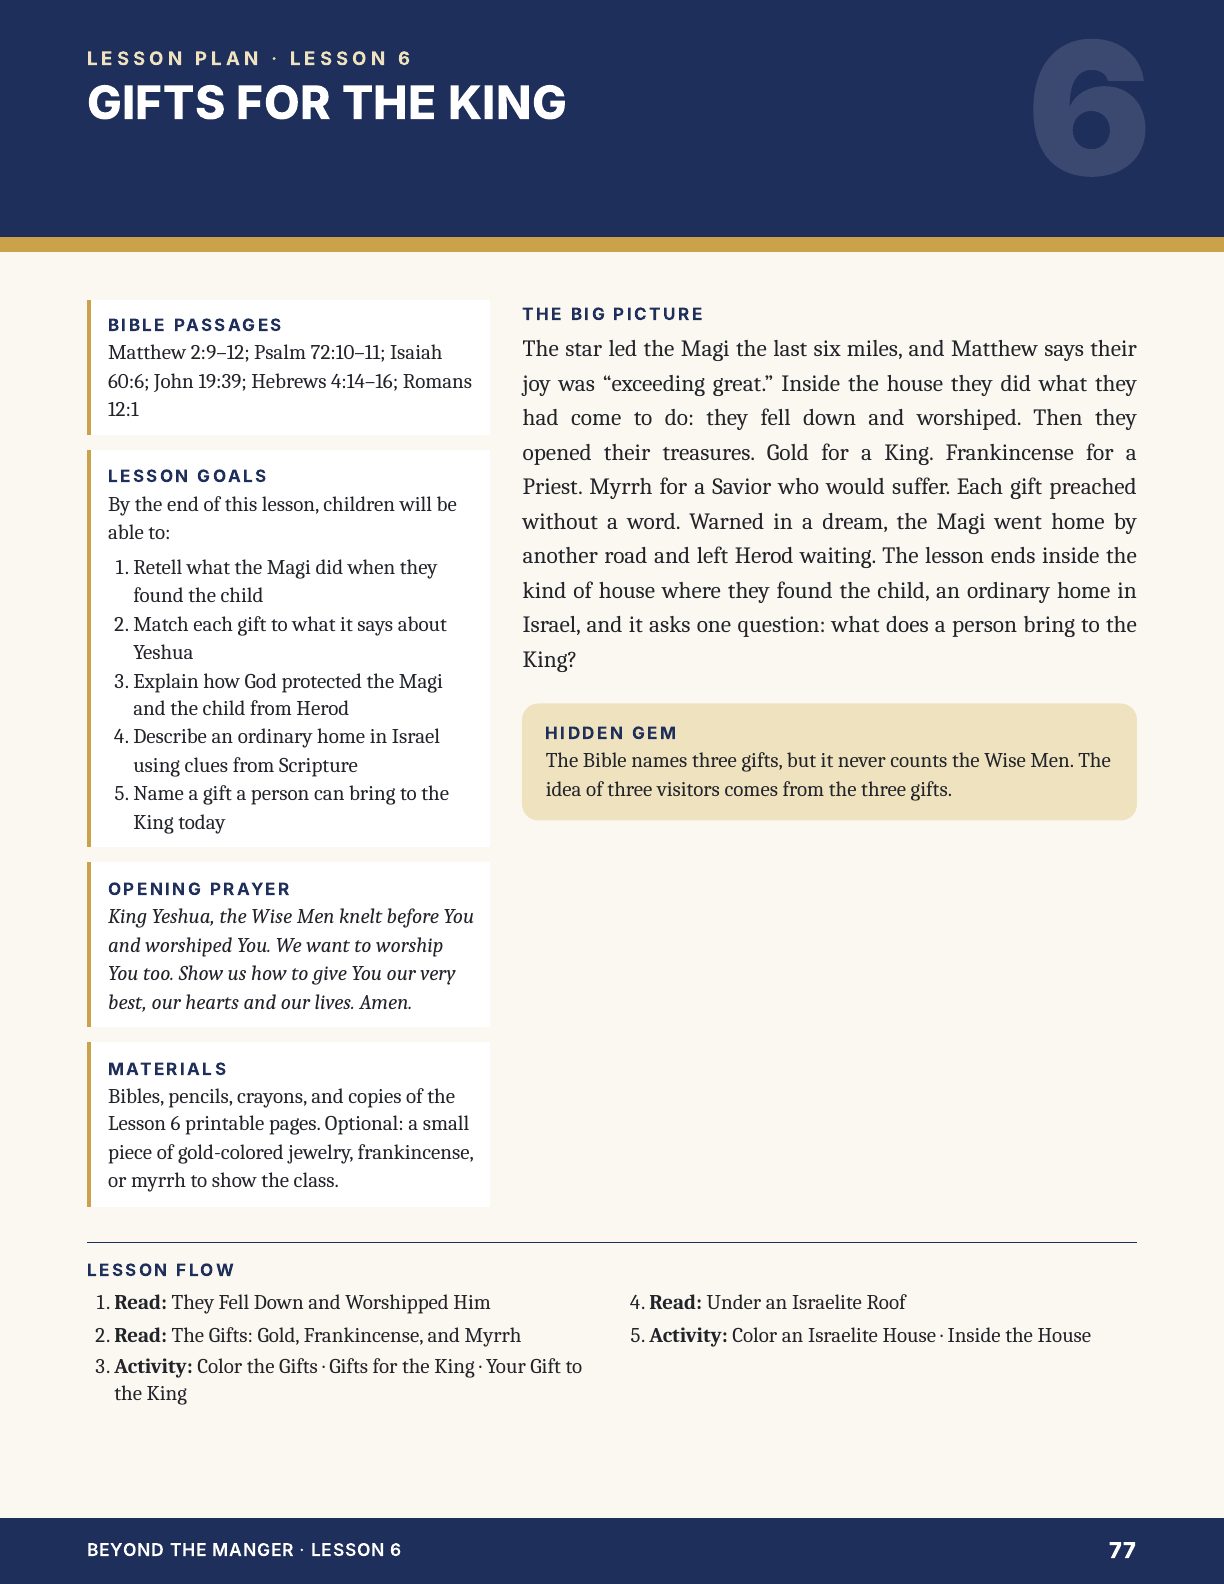 LESSON PLAN · LESSON 6
GIFTS FOR THE KING
6
BIBLE PASSAGES
Matthew 2:9–12; Psalm 72:10–11; Isaiah
60:6; John 19:39; Hebrews 4:14–16; Romans
12:1
LESSON GOALS
By the end of this lesson, children will be
able to:
1. Retell what the Magi did when they
found the child
2. Match each gift to what it says about
Yeshua
3. Explain how God protected the Magi
and the child from Herod
4. Describe an ordinary home in Israel
using clues from Scripture
5. Name a gift a person can bring to the
King today
OPENING PRAYER
King Yeshua, the Wise Men knelt before You
and worshiped You. We want to worship
You too. Show us how to give You our very
best, our hearts and our lives. Amen.
MATERIALS
Bibles, pencils, crayons, and copies of the
Lesson 6 printable pages. Optional: a small
piece of gold-colored jewelry, frankincense,
or myrrh to show the class.
THE BIG PICTURE
The star led the Magi the last six miles, and Matthew says their
joy was “exceeding great.” Inside the house they did what they
had come to do: they fell down and worshiped. Then they
opened their treasures. Gold for a King. Frankincense for a
Priest. Myrrh for a Savior who would suffer. Each gift preached
without a word. Warned in a dream, the Magi went home by
another road and left Herod waiting. The lesson ends inside the
kind of house where they found the child, an ordinary home in
Israel, and it asks one question: what does a person bring to the
King?
HIDDEN GEM
The Bible names three gifts, but it never counts the Wise Men. The
idea of three visitors comes from the three gifts.
LESSON FLOW
1. Read: They Fell Down and Worshipped Him
2. Read: The Gifts: Gold, Frankincense, and Myrrh
3. Activity: Color the Gifts · Gifts for the King · Your Gift to
the King
4. Read: Under an Israelite Roof
5. Activity: Color an Israelite House · Inside the House
BEYOND THE MANGER · LESSON 6
77